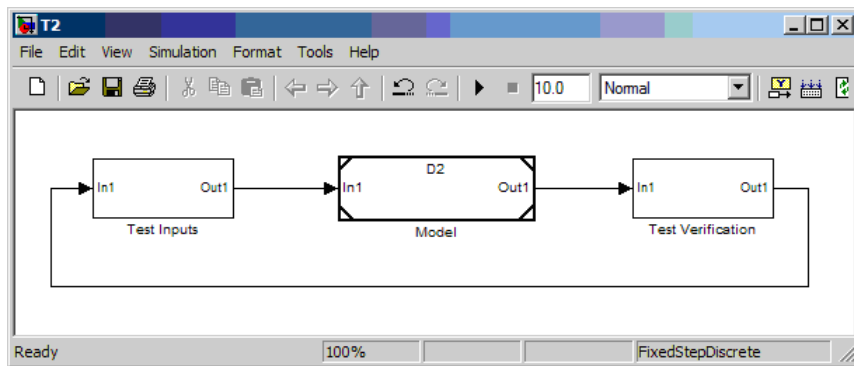 T2
File Edit View Simulation Format Tools Help
10.0 Normal
D2
In1 Out1 In1 Out1 In1 Out1
Test Inputs Model Test Verification
Ready 100% FixedStepDiscrete